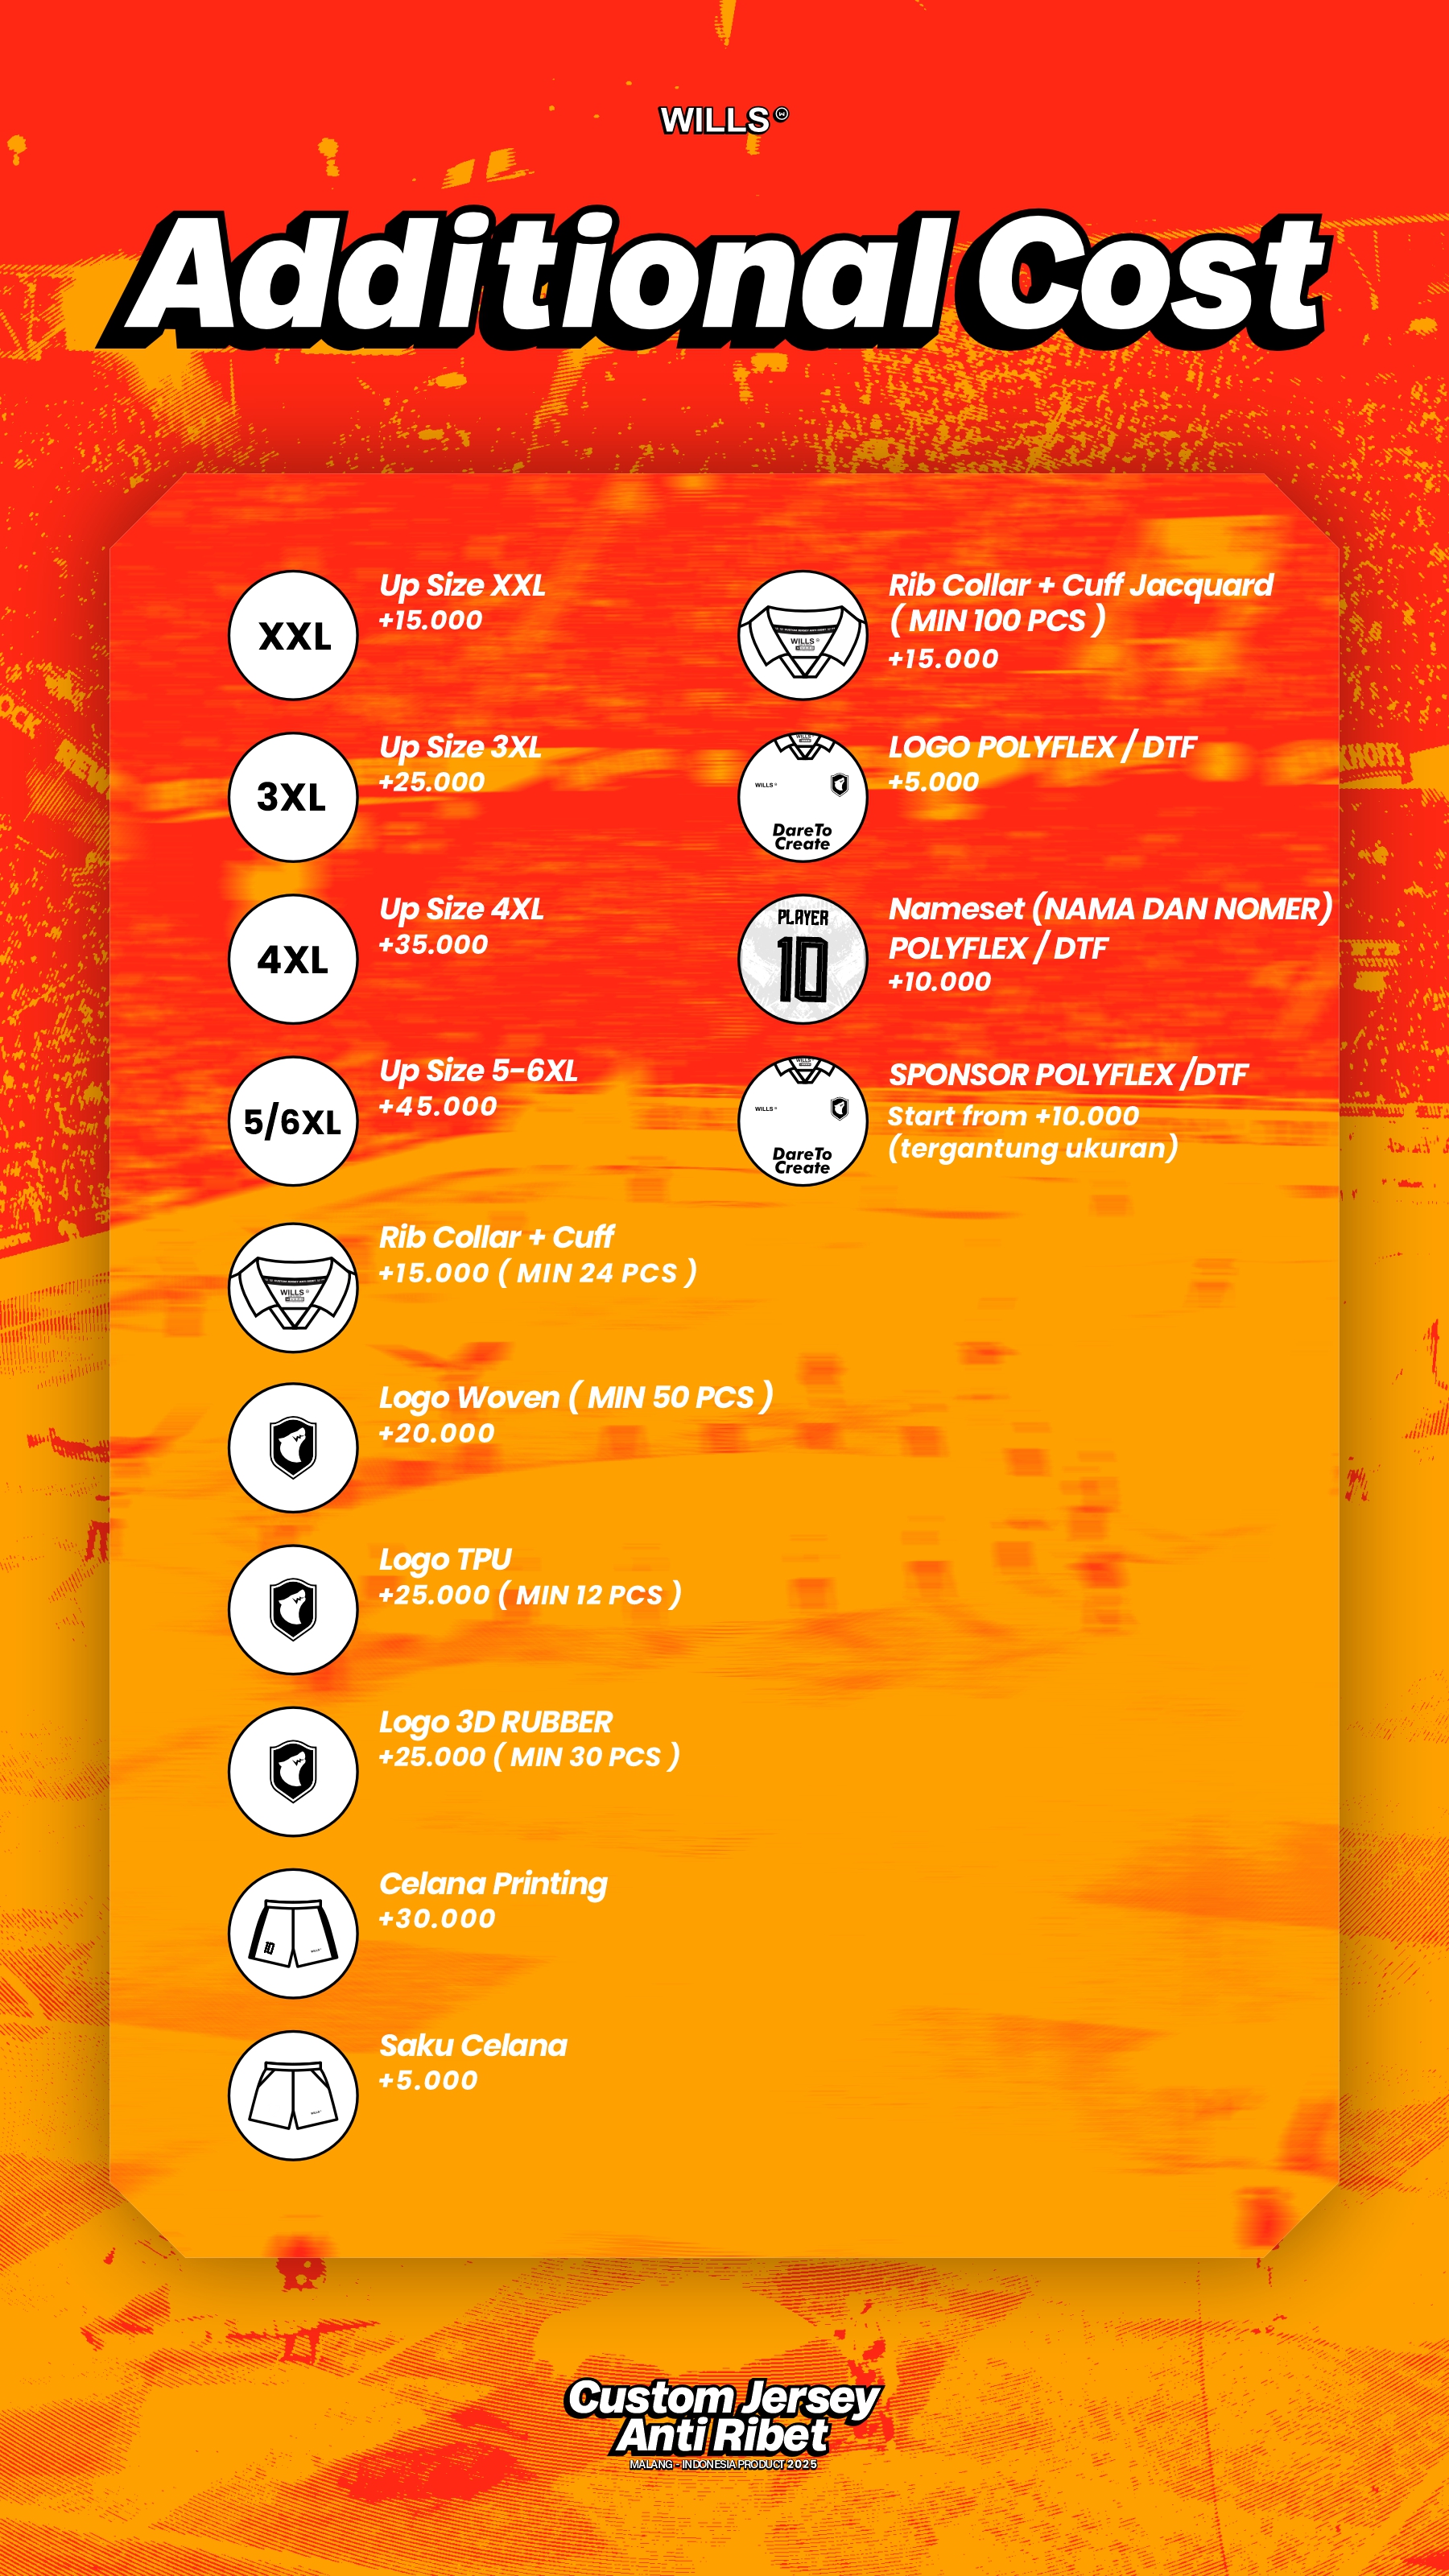 WILLS
Additional Cost
XXL
Up Size XXL
+15.000
3XL
Up Size 3XL
+25.000
4XL
Up Size 4XL
+35.000
5/6XL
Up Size 5-6XL
+45.000
WILLS
Rib Collar + Cuff
+15.000 ( MIN 24 PCS )
Logo Woven ( MIN 50 PCS )
+20.000
Logo TPU
+25.000 ( MIN 12 PCS )
Logo 3D RUBBER
+25.000 ( MIN 30 PCS )
10
Celana Printing
+30.000
Saku Celana
+5.000
WILLS
Rib Collar + Cuff Jacquard
( MIN 100 PCS )
+15.000
WILLS
DareTo
Create
LOGO POLYFLEX / DTF
+5.000
PLAYER
10
Nameset (NAMA DAN NOMER)
POLYFLEX / DTF
+10.000
WILLS
DareTo
Create
SPONSOR POLYFLEX /DTF
Start from +10.000
(tergantung ukuran)
Custom Jersey
Anti Ribet
MALANG - INDONESIA PRODUCT 2025